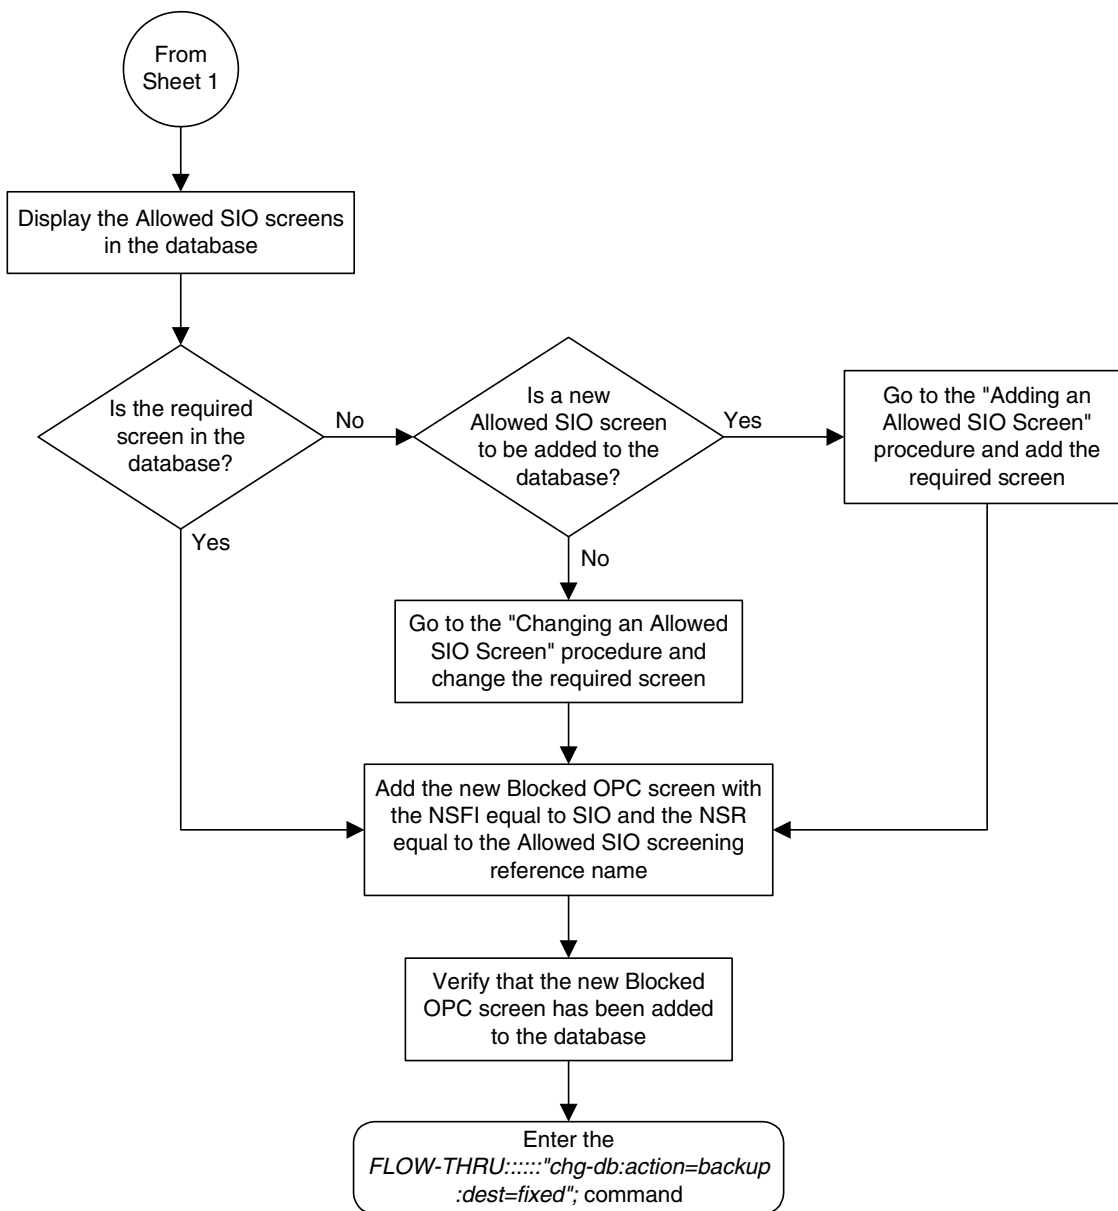 From
Sheet 1
Display the Allowed SIO screens
in the database
Is the required
screen in the
database?
No
Is a new
Allowed SIO screen
to be added to the
database?
Yes
Go to the "Adding an
Allowed SIO Screen"
procedure and add the
required screen
Yes
No
Go to the "Changing an Allowed
SIO Screen" procedure and
change the required screen
Add the new Blocked OPC screen with
the NSFI equal to SIO and the NSR
equal to the Allowed SIO screening
reference name
Verify that the new Blocked
OPC screen has been added
to the database
Enter the
FLOW-THRU::::::"chg-db:action=backup
:dest=fixed"; command